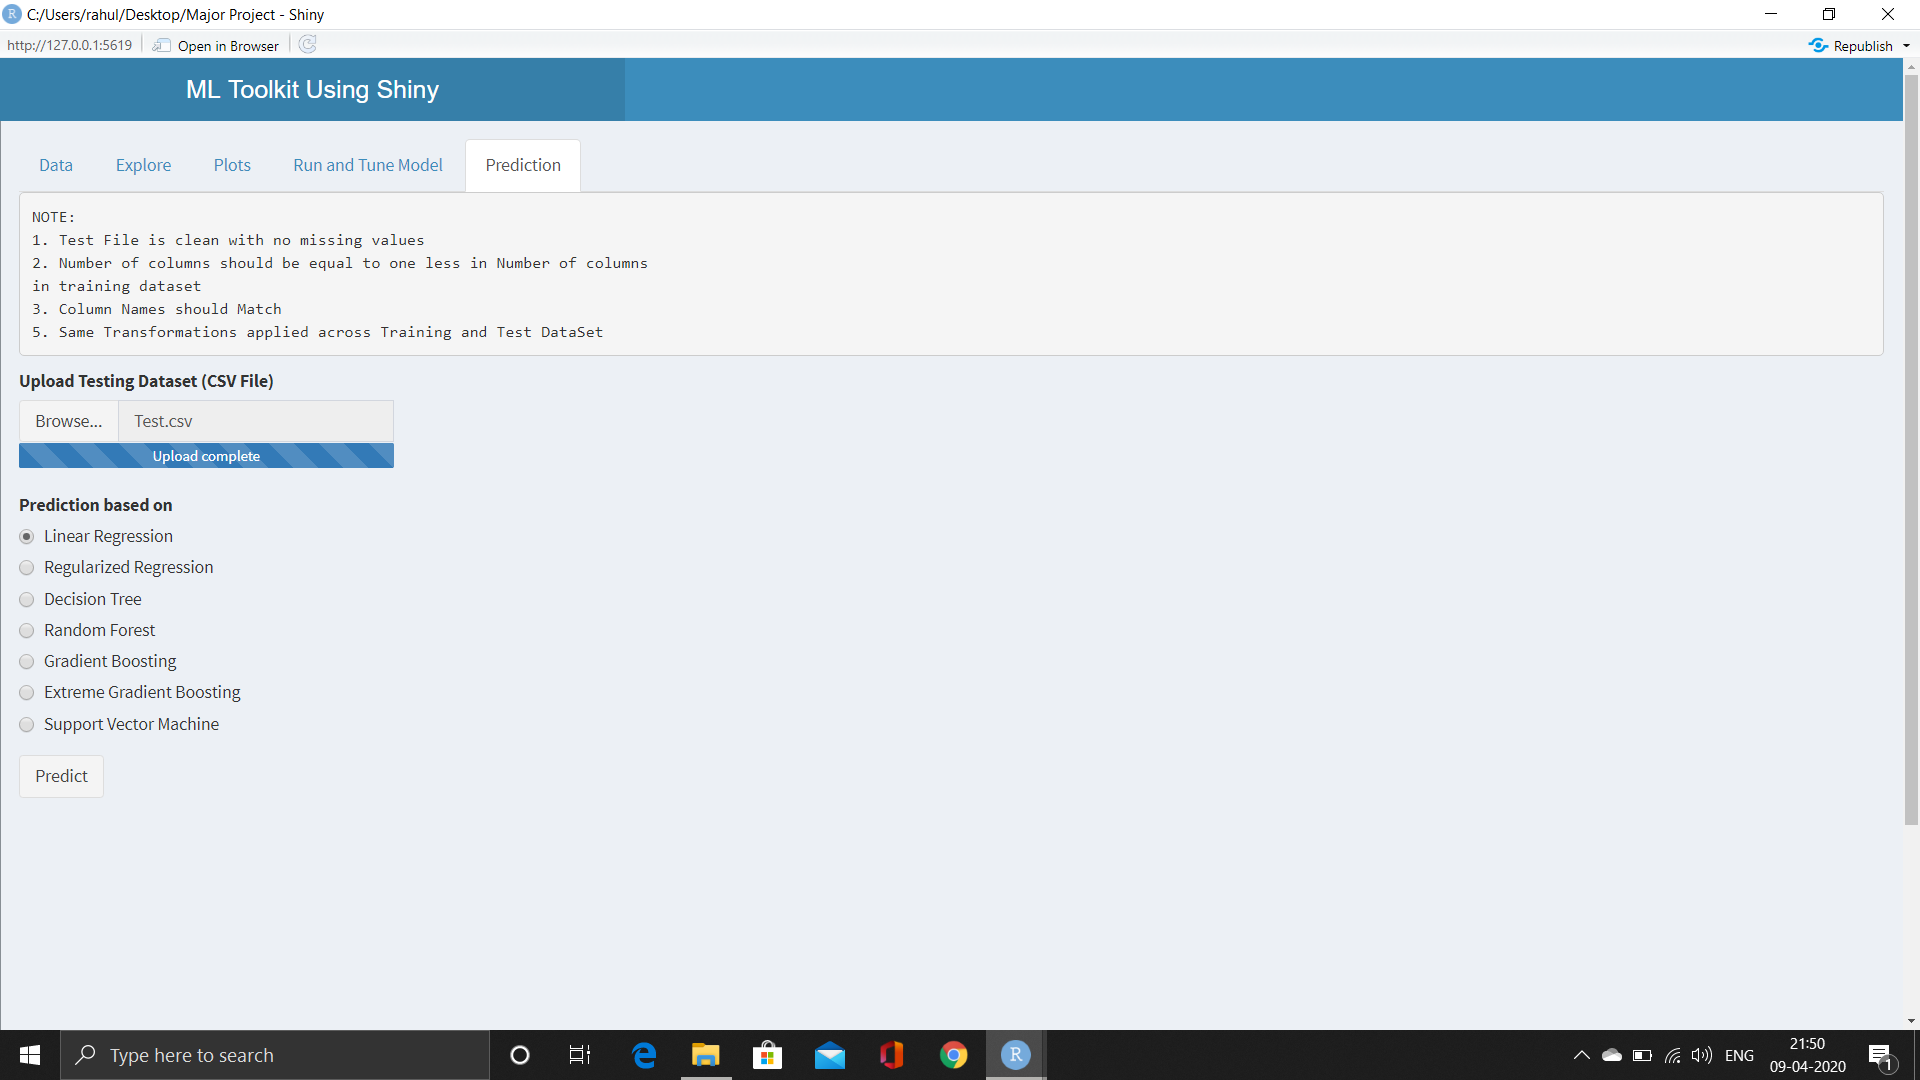 R C:/Users/rahul/Desktop/Major Project - Shiny
http://127.0.0.1:5619 Open in Browser Republish
ML Toolkit Using Shiny
Data Explore Plots Run and Tune Model Prediction
NOTE:
1. Test File is clean with no missing values
2. Number of columns should be equal to one less in Number of columns
in training dataset
3. Column Names should Match
5. Same Transformations applied across Training and Test DataSet
Upload Testing Dataset (CSV File)
Browse... Test.csv
Upload complete
Prediction based on
Linear Regression
Regularized Regression
Decision Tree
Random Forest
Gradient Boosting
Extreme Gradient Boosting
Support Vector Machine
Predict
Type here to search R ENG 21:50
09-04-2020 1